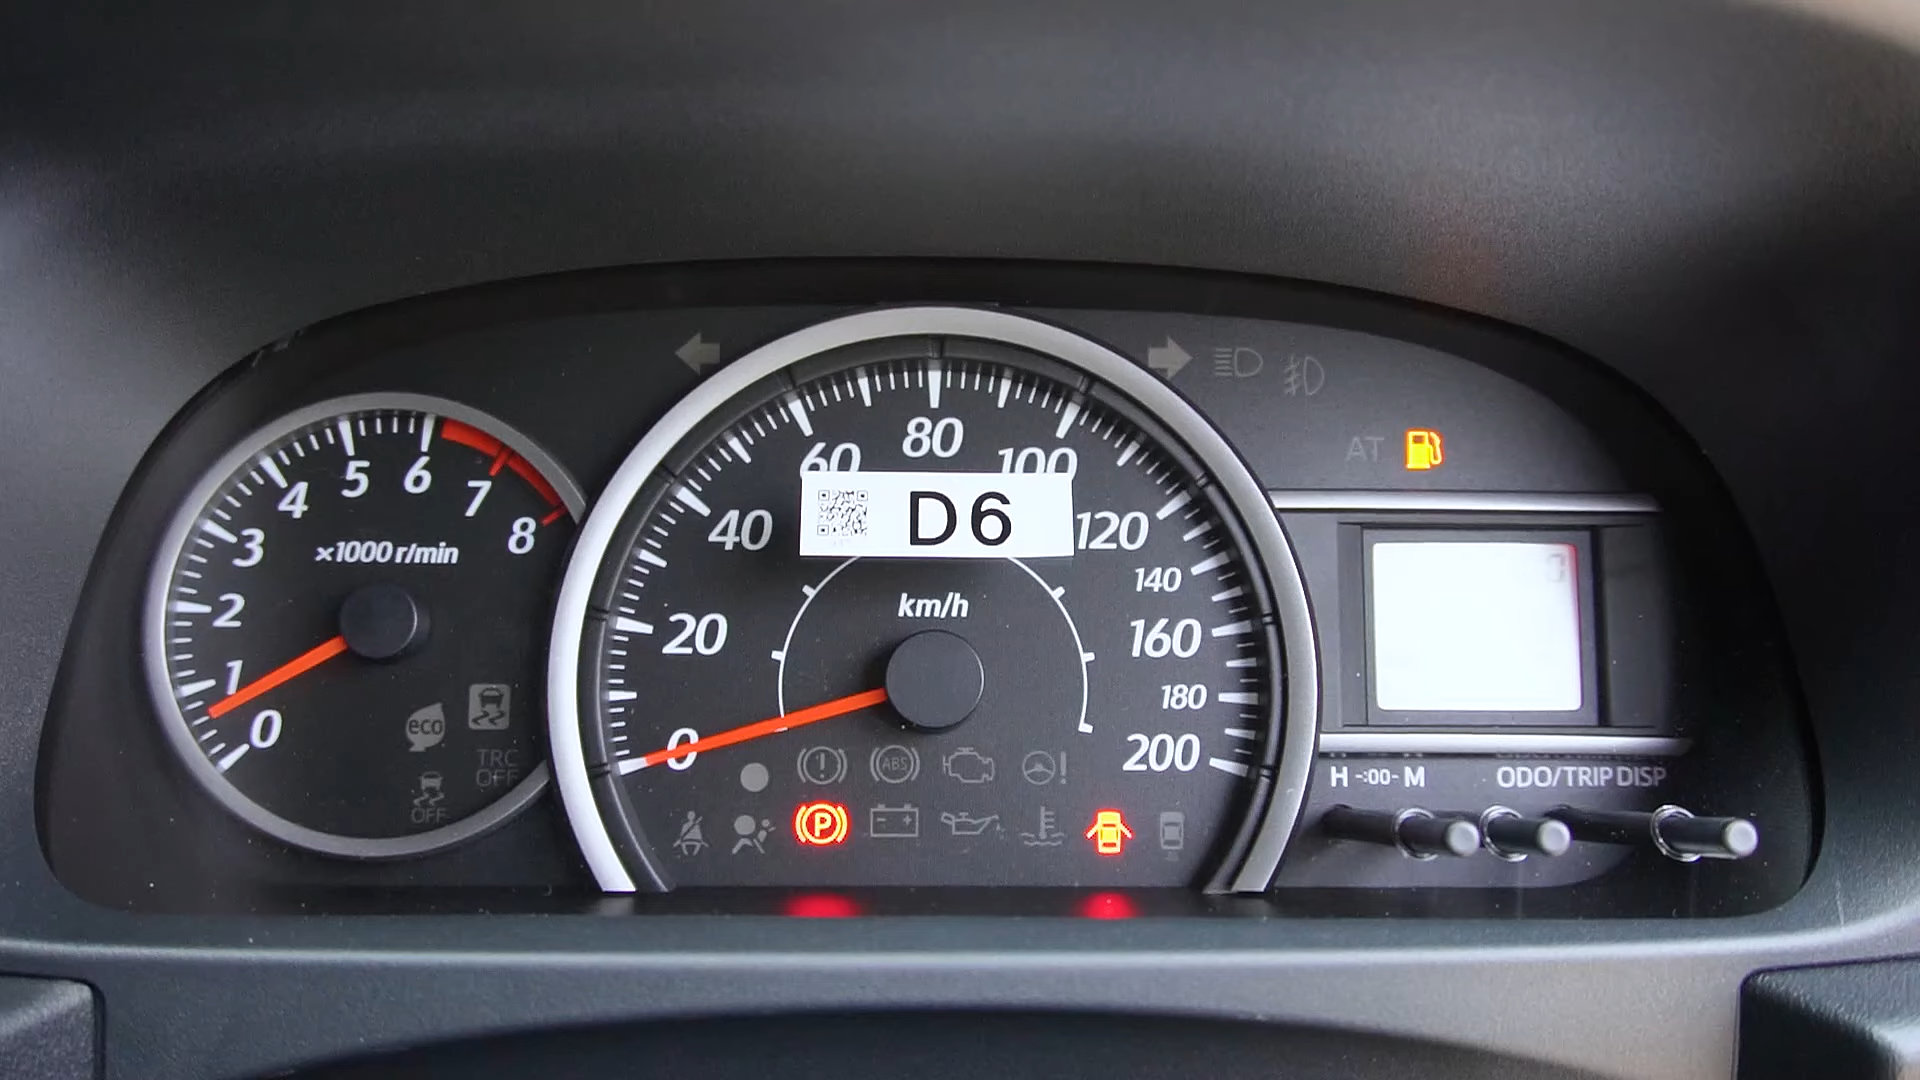 0 1 2 3 4 5 6 7 8
×1000 r/min
eco
TRC
OFF
OFF
0 20 40 60 80 100 120 140 160 180 200
D6
km/h
ABS
P
AT
H -:00- M
ODO/TRIP DISP